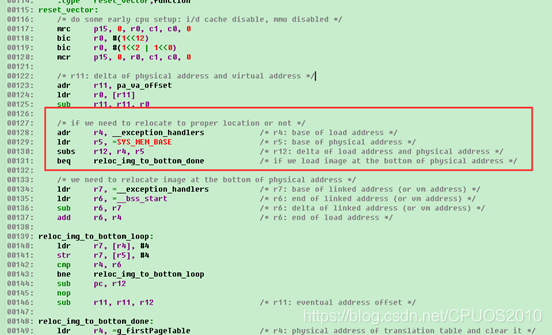 .type   reset_vector,function
00115: reset_vector:
00116:     /* do some early cpu setup: i/d cache disable, mmu disabled */
00117:     mrc     p15, 0, r0, c1, c0, 0
00118:     bic     r0, #(1<<12)
00119:     bic     r0, #(1<<2 | 1<<0)
00120:     mcr     p15, 0, r0, c1, c0, 0
00121:
00122:     /* r11: delta of physical address and virtual address */
00123:     adr     r11, pa_va_offset
00124:     ldr     r0, [r11]
00125:     sub     r11, r11, r0
00126:
00127:     /* if we need to relocate to proper location or not */
00128:     adr     r4, __exception_handlers     /* r4: base of load address */
00129:     ldr     r5, =SYS_MEM_BASE     /* r5: base of physical address */
00130:     subs    r12, r4, r5     /* r12: delta of load address and physical address */
00131:     beq     reloc_img_to_bottom_done     /* if we load image at the bottom of physical address */
00132:
00133:     /* we need to relocate image at the bottom of physical address */
00134:     ldr     r7, =__exception_handlers     /* r7: base of linked address (or vm address) */
00135:     ldr     r6, =__bss_start     /* r6: end of linked address (or vm address) */
00136:     sub     r6, r7     /* r6: delta of linked address (or vm address) */
00137:     add     r6, r4     /* r6: end of load address */
00138:
00139: reloc_img_to_bottom_loop:
00140:     ldr     r7, [r4], #4
00141:     str     r7, [r5], #4
00142:     cmp     r4, r6
00143:     bne     reloc_img_to_bottom_loop
00144:     sub     pc, r12
00145:     nop
00146:     sub     r11, r11, r12     /* r11: eventual address offset */
00147:
00148: reloc_img_to_bottom_done:
00149:     ldr     r4, =g_firstPageTable     /* r4: physical address of translation table and clear it */
https://blog.csdn.net/CPUOS2010